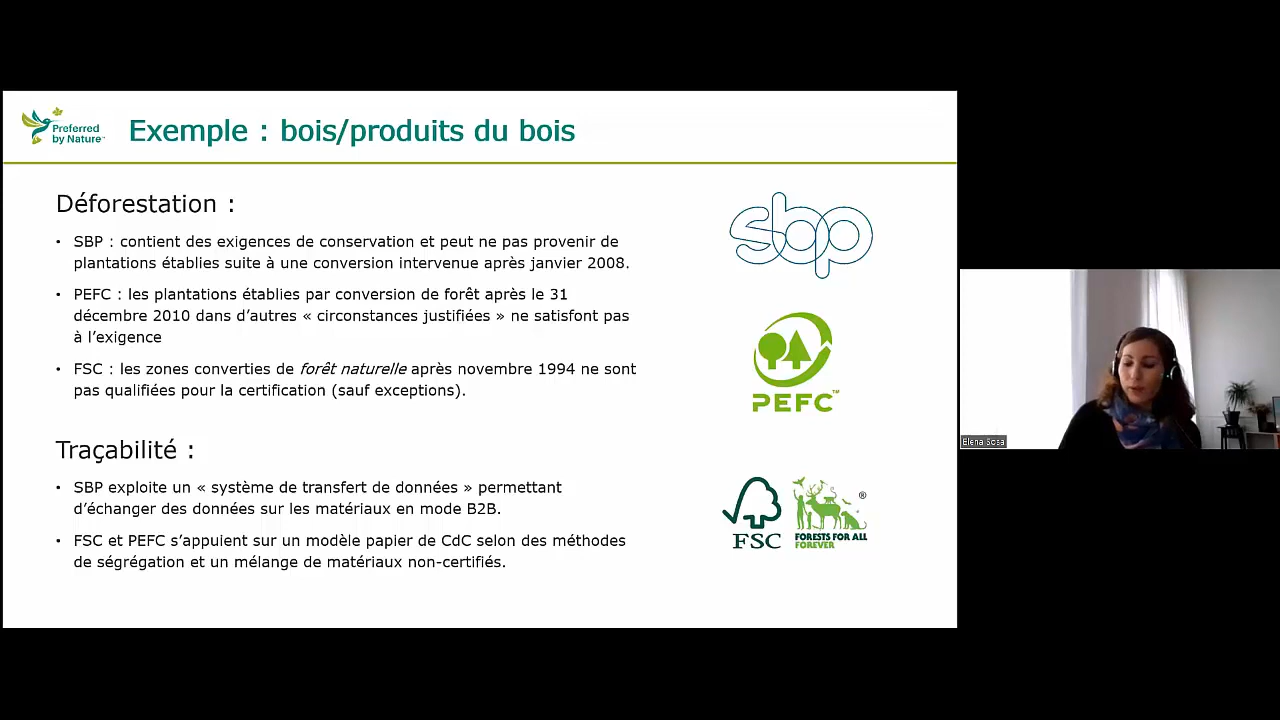 Preferred
by Nature™
Exemple : bois/produits du bois
Déforestation :
• SBP : contient des exigences de conservation et peut ne pas provenir de
plantations établies suite à une conversion intervenue après janvier 2008.
• PEFC : les plantations établies par conversion de forêt après le 31
décembre 2010 dans d’autres « circonstances justifiées » ne satisfont pas
à l’exigence
• FSC : les zones converties de forêt naturelle après novembre 1994 ne sont
pas qualifiées pour la certification (sauf exceptions).
Traçabilité :
• SBP exploite un « système de transfert de données » permettant
d’échanger des données sur les matériaux en mode B2B.
• FSC et PEFC s’appuient sur un modèle papier de CdC selon des méthodes
de ségrégation et un mélange de matériaux non-certifiés.
sbp
PEFC™
FSC
®
FORESTS FOR ALL
FOREVER
Elena Sosa